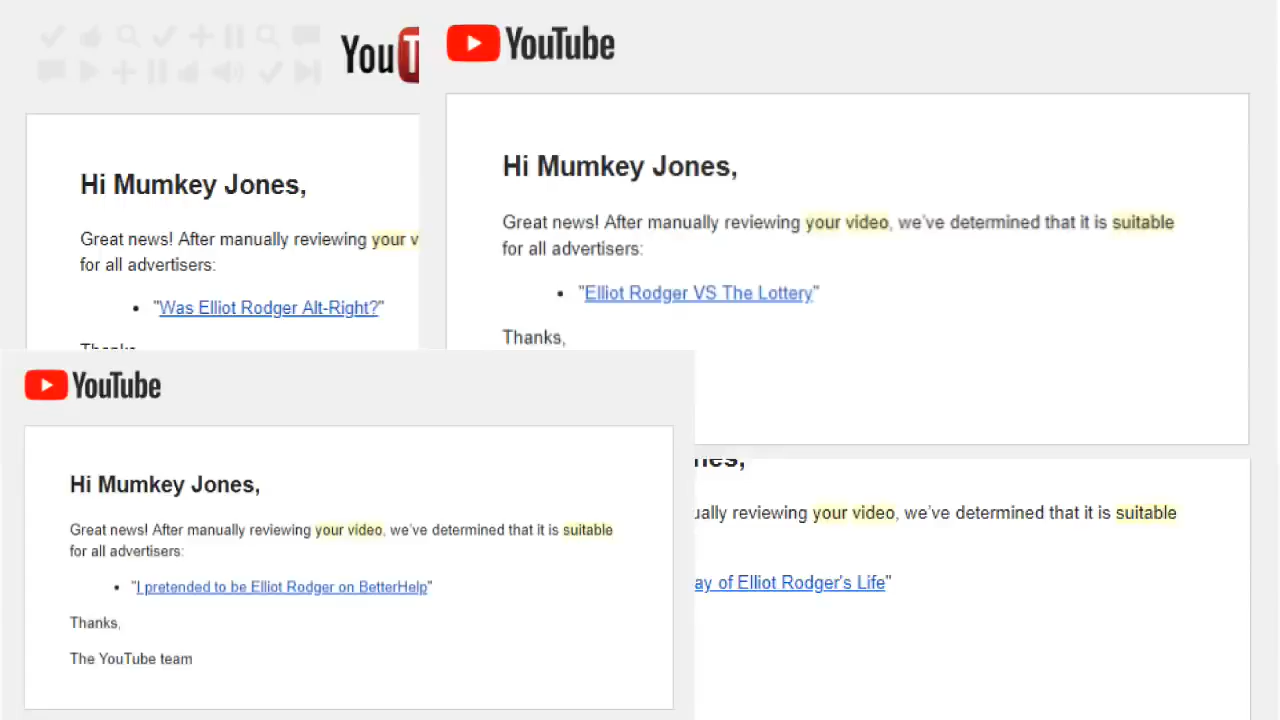 You
Hi Mumkey Jones,
Great news! After manually reviewing your v
for all advertisers:
• "Was Elliot Rodger Alt-Right?"
Thanks
YouTube
Hi Mumkey Jones,
Great news! After manually reviewing your video, we've determined that it is suitable
for all advertisers:
• "Elliot Rodger VS The Lottery"
Thanks,
YouTube
Hi Mumkey Jones,
Great news! After manually reviewing your video, we've determined that it is suitable
for all advertisers:
• "I pretended to be Elliot Rodger on BetterHelp"
Thanks,
The YouTube team
nes,
ually reviewing your video, we've determined that it is suitable
ay of Elliot Rodger's Life"